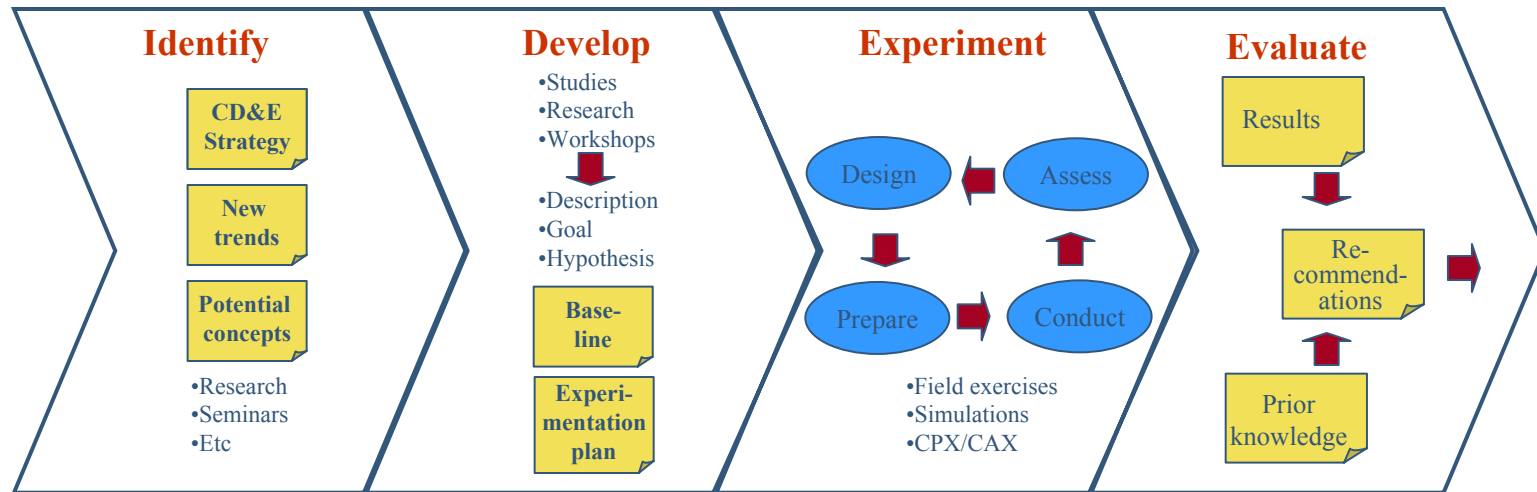 Identify
CD&E
Strategy
New
trends
Potential
concepts
•Research
•Seminars
•Etc
Develop
•Studies
•Research
•Workshops
•Description
•Goal
•Hypothesis
Base-
line
Experi-
mentation
plan
Experiment
Design
Assess
Prepare
Conduct
•Field exercises
•Simulations
•CPX/CAX
Evaluate
Results
Re-
commend-
ations
Prior
knowledge